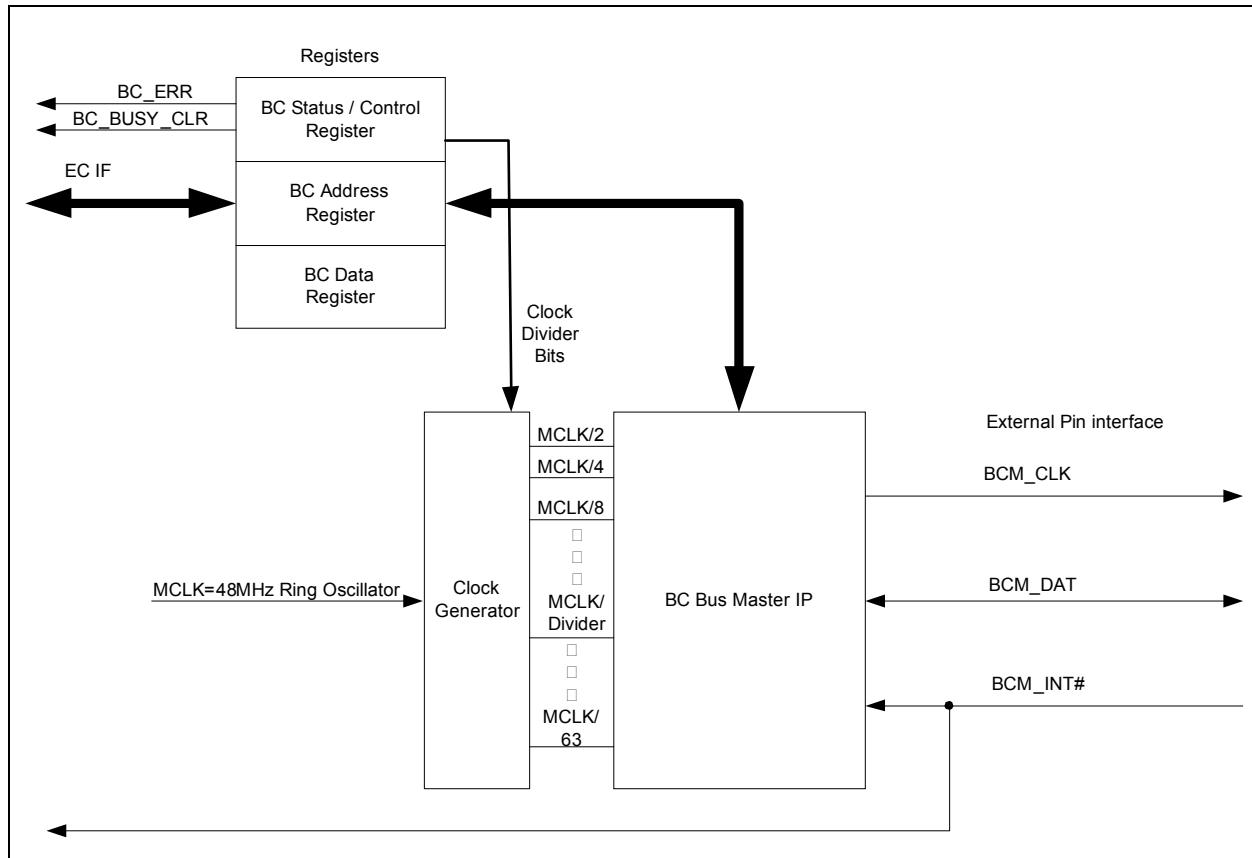 Registers
BC_ERR
BC_BUSY_CLR
BC Status / Control
Register
EC IF
BC Address
Register
BC Data
Register
Clock
Divider
Bits
MCLK/2
MCLK/4
MCLK/8
MCLK/
Divider
MCLK/
63
MCLK=48MHz Ring Oscillator
Clock
Generator
BC Bus Master IP
External Pin interface
BCM_CLK
BCM_DAT
BCM_INT#